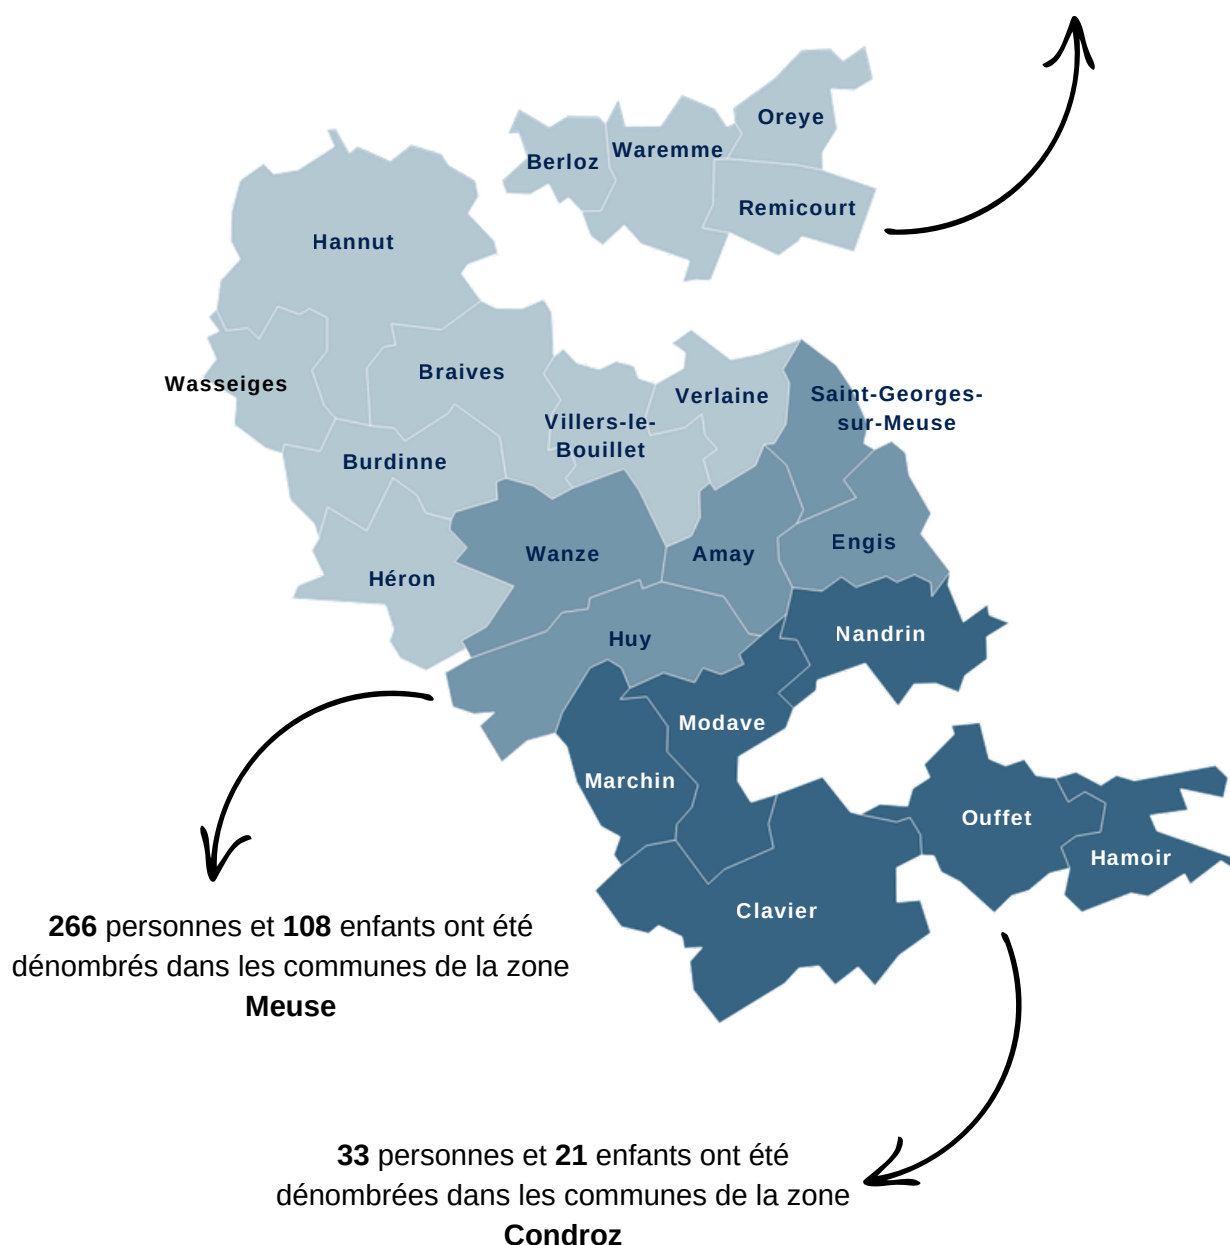 Oreye
Berloz
Waremme
Remicourt
Hannut
Wasseiges
Braives
Verlaine
Saint-Georges-
sur-Meuse
Villers-le-
Bouillet
Burdinne
Wanze
Amay
Engis
Héron
Huy
Nandrin
Modave
Marchin
Ouffet
Hamoir
Clavier
266 personnes et 108 enfants ont été
dénombrés dans les communes de la zone
Meuse
33 personnes et 21 enfants ont été
dénombrées dans les communes de la zone
Condroz